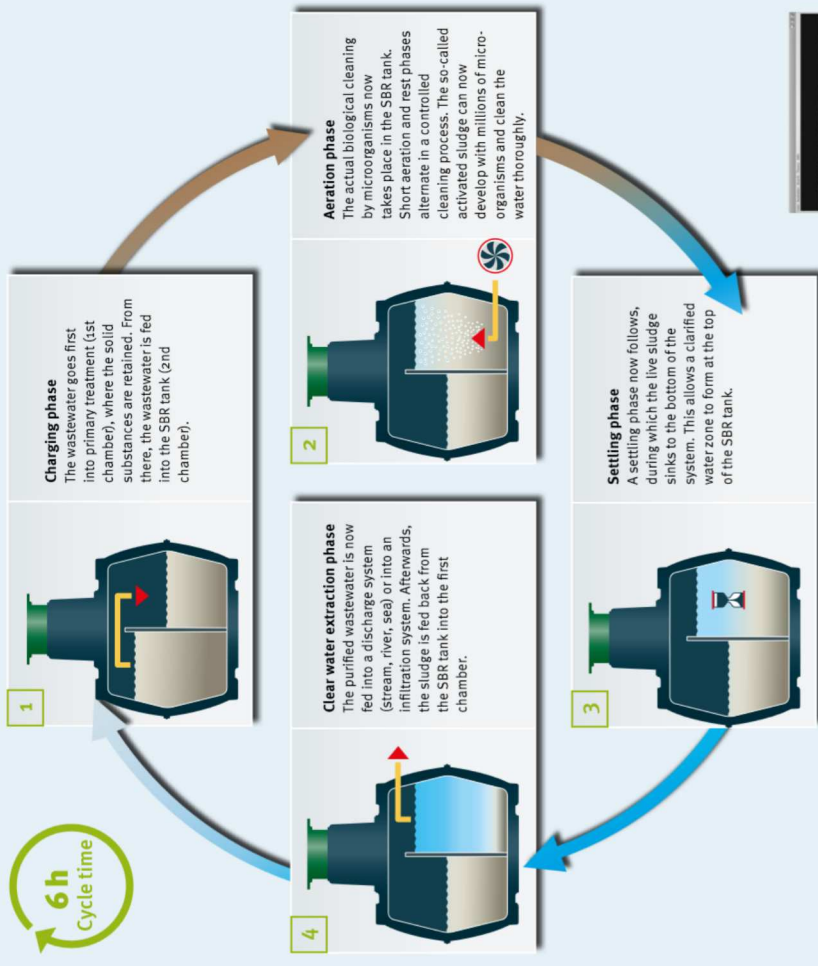 6 h
Cycle time
1
Charging phase
The wastewater goes first
into primary treatment (1st
chamber), where the solid
substances are retained. From
there, the wastewater is fed
into the SBR tank (2nd
chamber).
2
Aeration phase
The actual biological cleaning
by microorganisms now
takes place in the SBR tank.
Short aeration and rest phases
alternate in a controlled
cleaning process. The so-called
activated sludge can now
develop with millions of micro-
organisms and clean the
water thoroughly.
3
Settling phase
A settling phase now follows,
during which the live sludge
sinks to the bottom of the
system. This allows a clarified
water zone to form at the top
of the SBR tank.
4
Clear water extraction phase
The purified wastewater is now
fed into a discharge system
(stream, river, sea) or into an
infiltration system. Afterwards,
the sludge is fed back from
the SBR tank into the first
chamber.